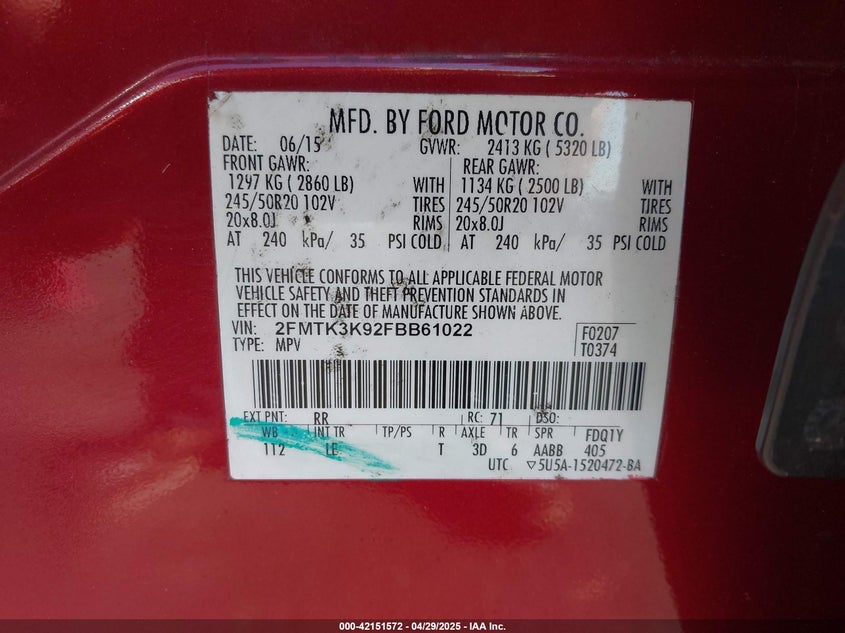 MFD. BY FORD MOTOR CO.
DATE: 06/15 GVWR: 2413 KG ( 5320 LB)
FRONT GAWR: REAR GAWR:
1297 KG ( 2860 LB) WITH 1134 KG ( 2500 LB) WITH
245/50R20 102V TIRES 245/50R20 102V TIRES
20x8.0J RIMS 20x8.0J RIMS
AT 240 kPa/ 35 PSI COLD AT 240 kPa/ 35 PSI COLD
THIS VEHICLE CONFORMS TO ALL APPLICABLE FEDERAL MOTOR
VEHICLE SAFETY AND THEFT PREVENTION STANDARDS IN
EFFECT ON THE DATE OF MANUFACTURE SHOWN ABOVE.
VIN: 2FMTK3K92FBB61022 F0207
TYPE: MPV T0374
EXT PNT: RR RC: 71 DSO:
WB INT TR TP/PS R AXLE TR SPR FDQ1Y
112 LE T 3D 6 AABB 405
UTC ▽5U5A-1520472-BA
000-42151572 | 04/29/2025 - IAA Inc.